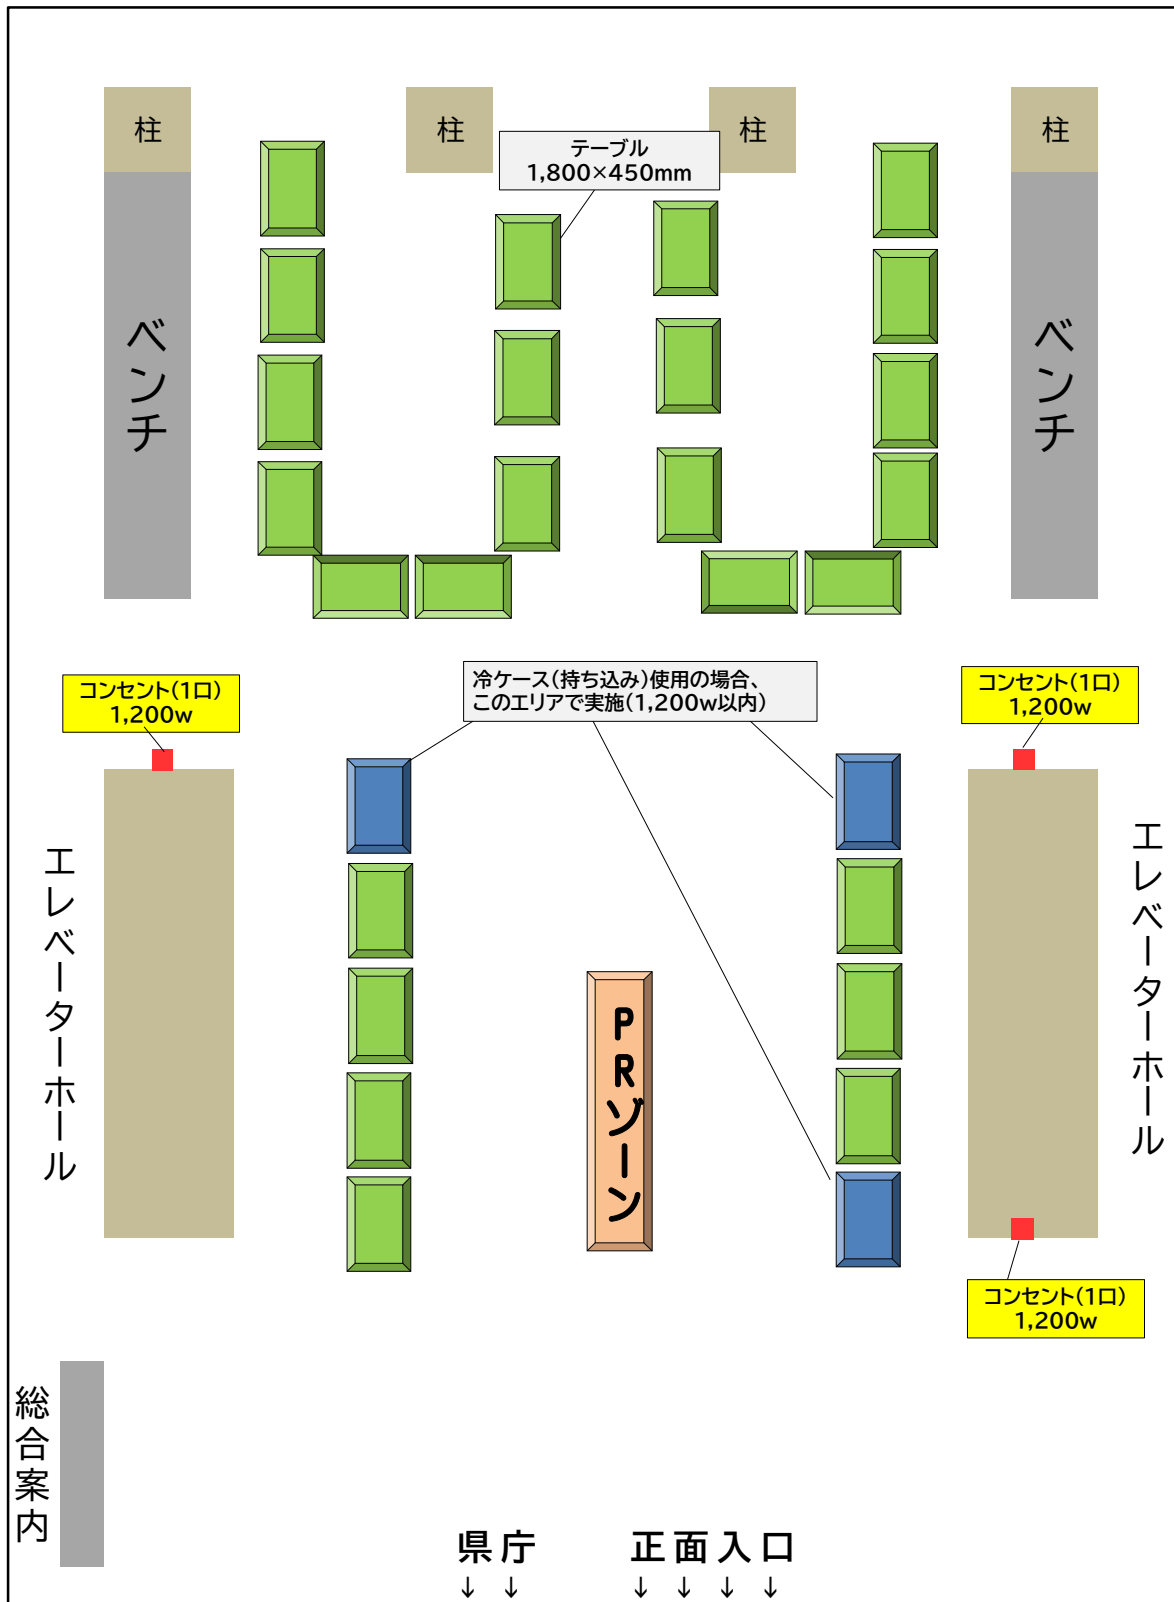 柱
柱
柱
柱
テーブル
1,800×450mm
ベンチ
ベンチ
コンセント(1口)
1,200w
冷ケース(持ち込み)使用の場合、
このエリアで実施(1,200w以内)
コンセント(1口)
1,200w
エレベーターホール
エレベーターホール
PRゾーン
コンセント(1口)
1,200w
総合案内
県庁 正面入口
↓ ↓ ↓ ↓ ↓ ↓